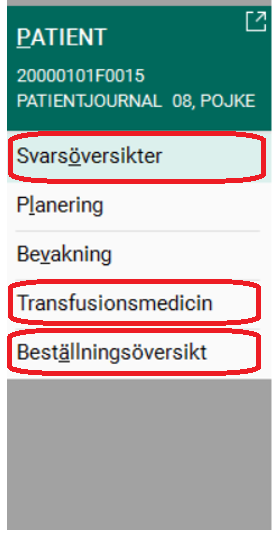 PATIENT
20000101F0015
PATIENTJOURNAL 08, POJKE
Svarsöversikter
Planering
Bevakning
Transfusionsmedicin
Beställningsöversikt